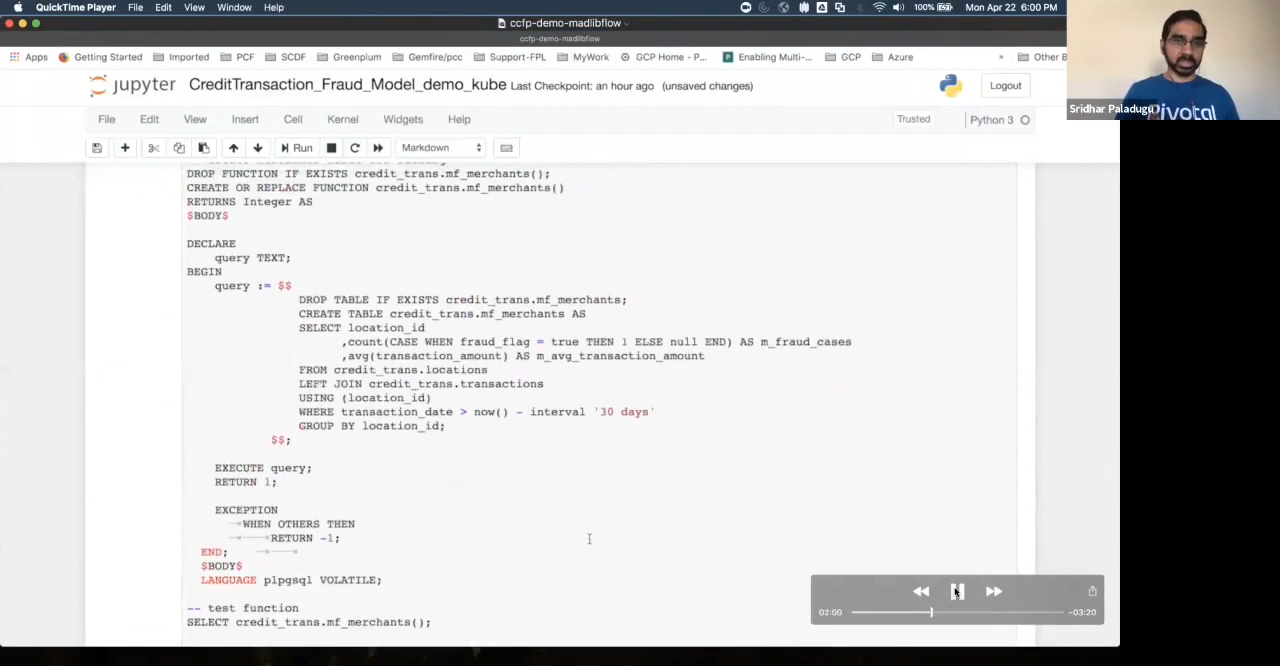 QuickTime Player File Edit View Window Help 100% Mon Apr 22 6:00 PM
ccfp-demo-madlibflow
ccfp-demo-madlibflow
Apps Getting Started Imported PCF SCDF Greenplum Gemfire/pcc Support-FPL MyWork GCP Home - P... Enabling Multi-... GCP Azure » Other B
jupyter CreditTransaction_Fraud_Model_demo_kube Last Checkpoint: an hour ago (unsaved changes) Logout
File Edit View Insert Cell Kernel Widgets Help Trusted Python 3
Run Markdown
DROP FUNCTION IF EXISTS credit_trans.mf_merchants();
CREATE OR REPLACE FUNCTION credit_trans.mf_merchants()
RETURNS Integer AS
$BODY$
DECLARE
query TEXT;
BEGIN
query := $$
DROP TABLE IF EXISTS credit_trans.mf_merchants;
CREATE TABLE credit_trans.mf_merchants AS
SELECT location_id
,count(CASE WHEN fraud_flag = true THEN 1 ELSE null END) AS m_fraud_cases
,avg(transaction_amount) AS m_avg_transaction_amount
FROM credit_trans.locations
LEFT JOIN credit_trans.transactions
USING (location_id)
WHERE transaction_date > now() - interval '30 days'
GROUP BY location_id;
$$;
EXECUTE query;
RETURN 1;
EXCEPTION
WHEN OTHERS THEN
RETURN -1;
END;
$BODY$
LANGUAGE plpgsql VOLATILE;
-- test function
SELECT credit_trans.mf_merchants();
02:00 -03:20
Sridhar Paladugu
Pivotal